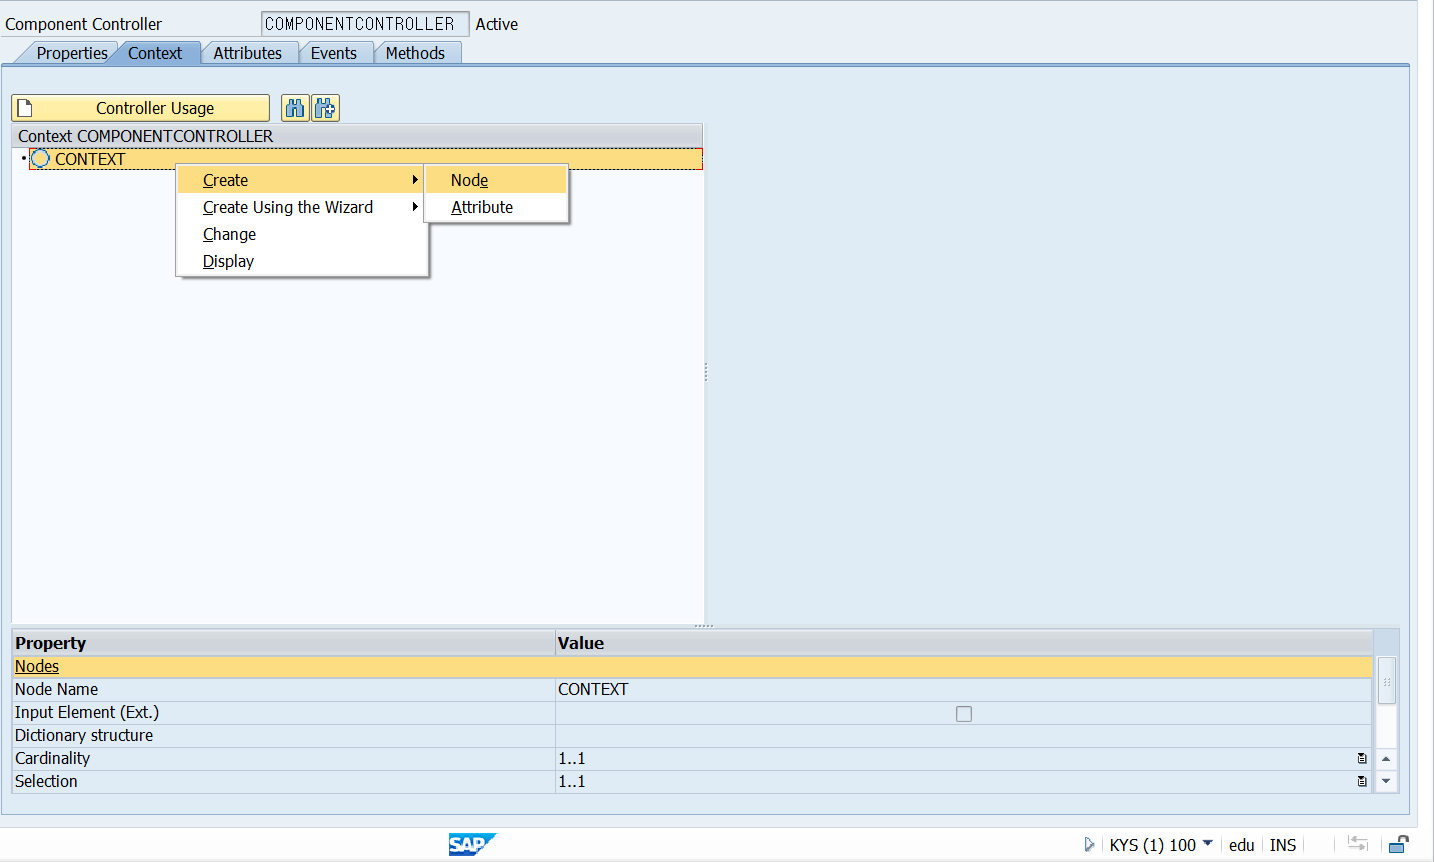 Component Controller COMPONENTCONTROLLER Active
Properties Context Attributes Events Methods
Controller Usage
Context COMPONENTCONTROLLER
CONTEXT
Create Node
Create Using the Wizard Attribute
Change
Display
Property Value
Nodes
Node Name CONTEXT
Input Element (Ext.)
Dictionary structure
Cardinality 1..1
Selection 1..1
SAP KYS (1) 100 edu INS